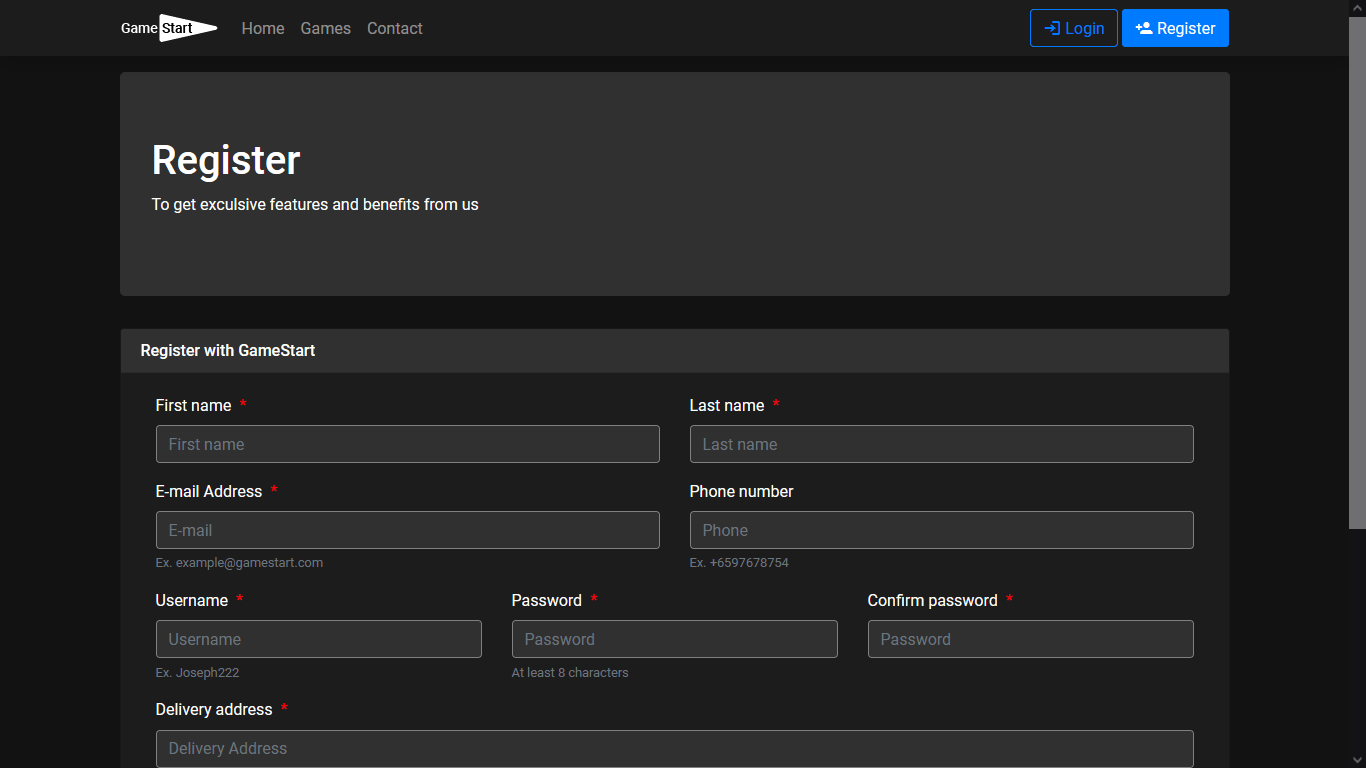 Game Start Home Games Contact Login Register
Register
To get exculsive features and benefits from us
Register with GameStart
First name * Last name *
First name Last name
E-mail Address * Phone number
E-mail Phone
Ex. example@gamestart.com Ex. +6597678754
Username * Password * Confirm password *
Username Password Password
Ex. Joseph222 At least 8 characters
Delivery address *
Delivery Address